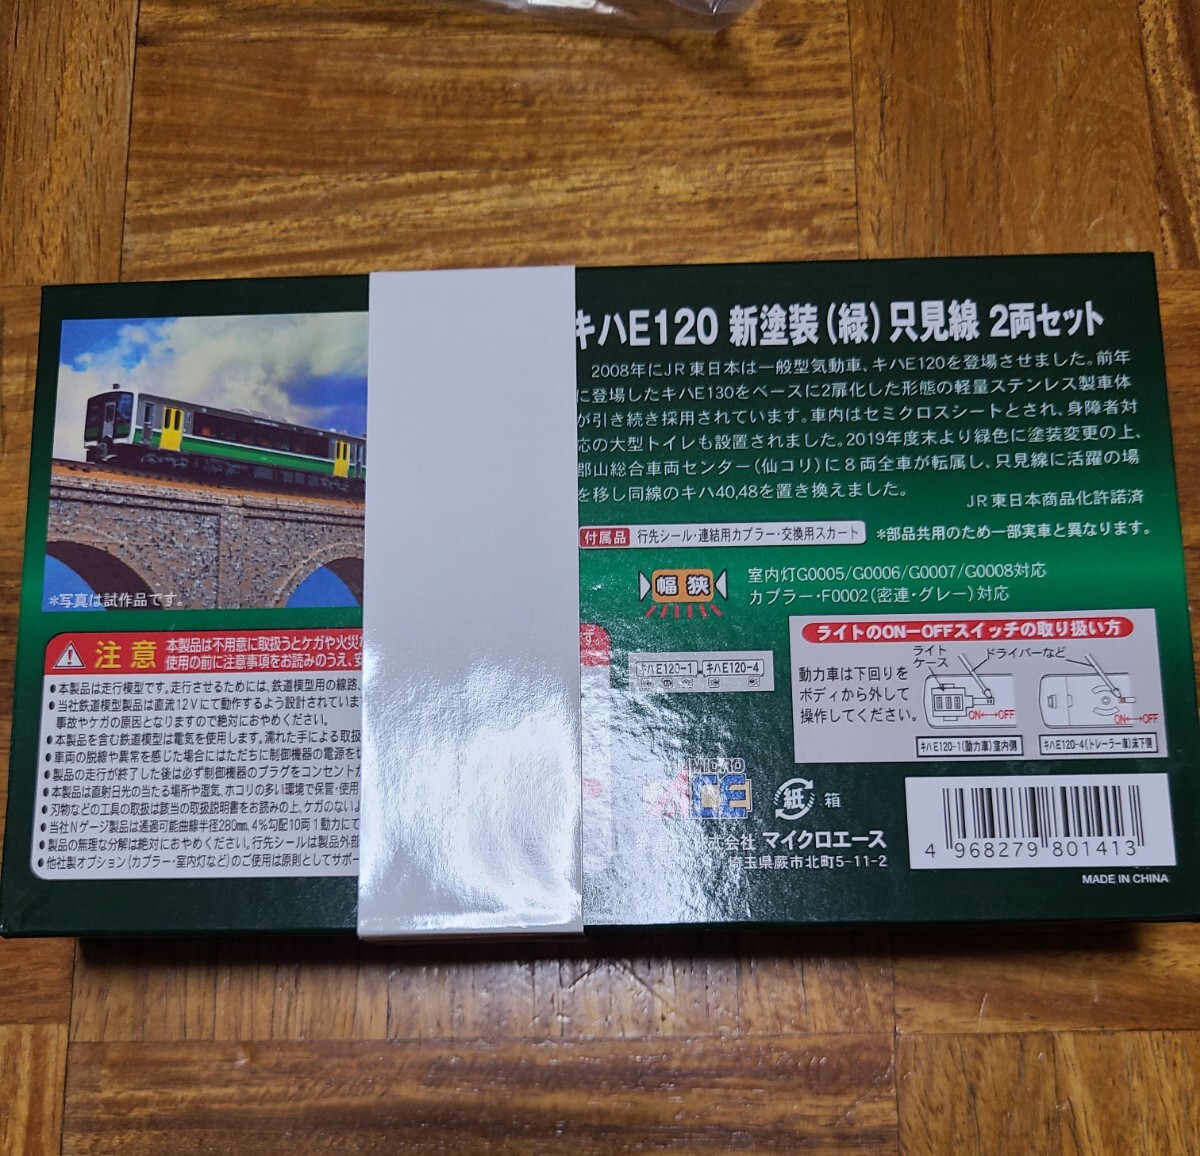 キハE120 新塗装(緑)只見線 2両セット
2008年にJR東日本は一般型気動車、キハE120を登場させました。前年
に登場したキハE130をベースに2扉化した形態の軽量ステンレス製車体
が引き続き採用されています。車内はセミクロスシートとされ、身障者対
応の大型トイレも設置されました。2019年度末より緑色に塗装変更の上、
郡山総合車両センター(仙コリ)に8両全車が転属し、只見線に活躍の場
を移し同線のキハ40,48を置き換えました。
JR東日本商品化許諾済
付属品 行先シール・連結用カプラー・交換用スカート
*部品共用のため一部実車と異なります。
幅狭
室内灯G0005/G0006/G0007/G0008対応
カプラー・F0002(密連・グレー)対応
*写真は試作品です。
注意
本製品は不用意に取扱うとケガや火災
使用の前に注意事項をお読みのうえ、
す。
●本製品は走行模型です。走行させるためには、鉄道模型用の線路、
●当社鉄道模型製品は直流12Vにて動作するよう設計されていま
事故やケガの原因となりますので絶対におやめください。
●本製品を含む鉄道模型は電気を使用します。濡れた手による取扱
●車両の脱線や異常を感じた場合にはただちに制御機器の電源を
●製品の走行が終了した後は必ず制御機器のプラグをコンセント
●本製品は直射日光の当たる場所や湿気、ホコリの多い環境で保管・使用
●刃物などの工具の取扱は該当の取扱説明書をお読みの上、ケガのないよ
●当社Nゲージ製品は通過可能曲線半径280mm、4%勾配10両1動力にて
●製品の無理な分解は絶対におやめください。行先シールは製品外部
●他社製オプション(カプラー・室内灯など)のご使用は原則としてサポー
キハE120-1 キハE120-4
ライトのON-OFFスイッチの取り扱い方
動力車は下回りを
ボディから外して
操作してください。
ライト
ケース
ドライバーなど
ON←→OFF
ON←→OFF
キハE120-1(動力車)室内側
キハE120-4(トレーラー車)床下側
MICRO
ACE
紙 箱
株式会社 マイクロエース
埼玉県蕨市北町5-11-2
4 968279 801413
MADE IN CHINA